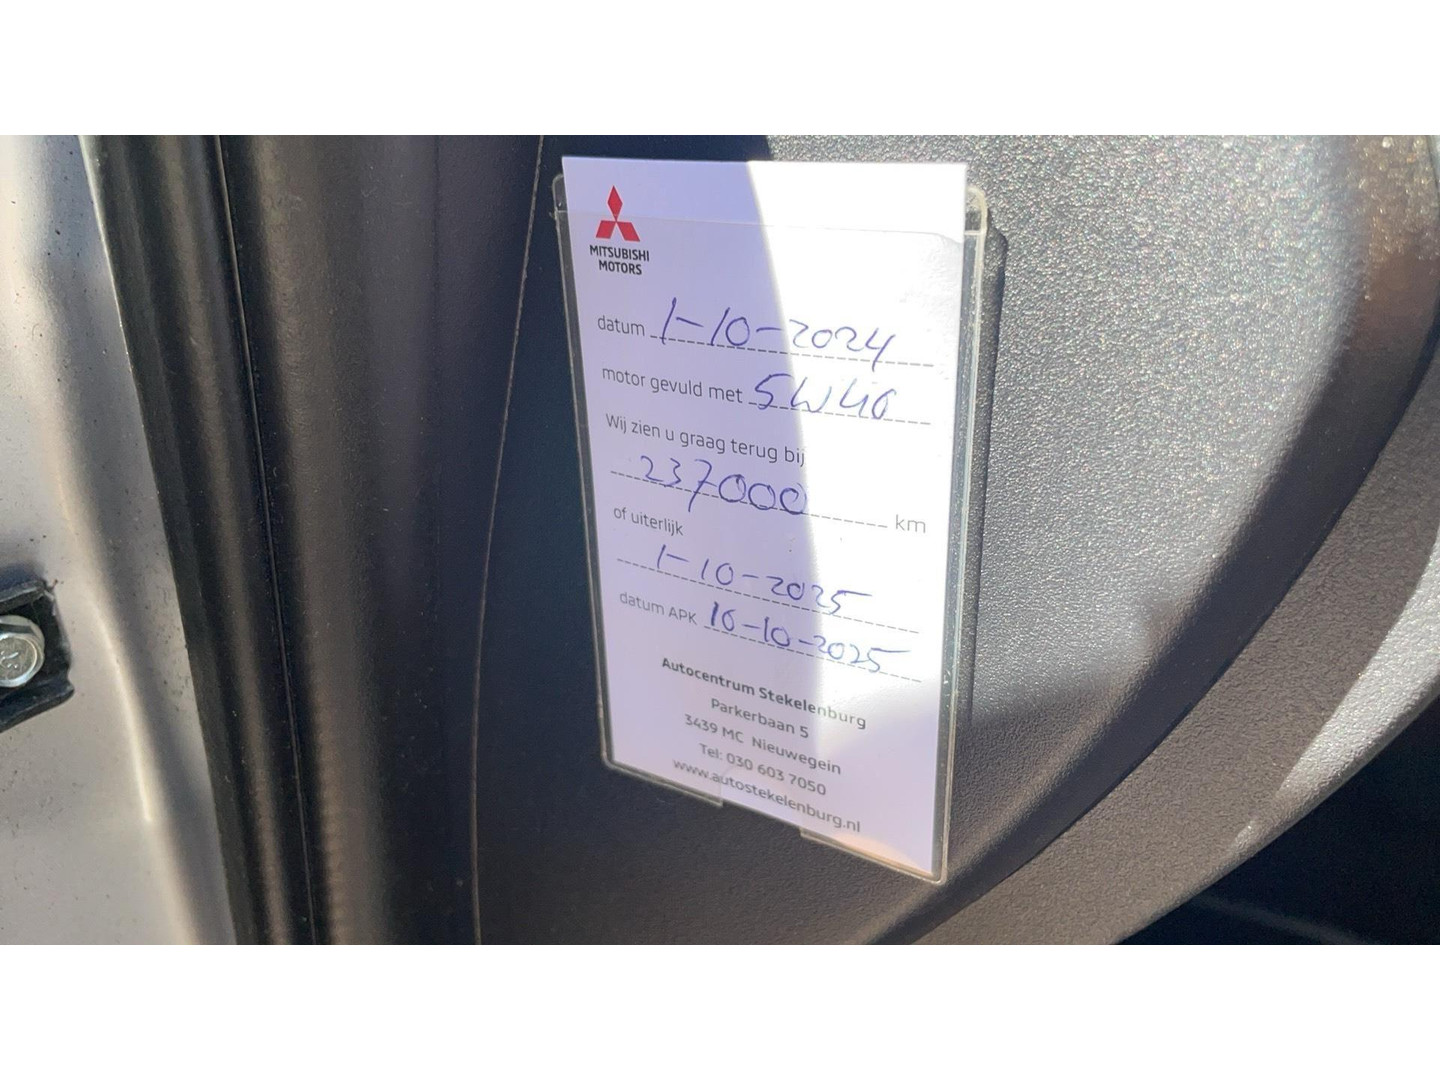 MITSUBISHI
MOTORS
datum 1-10-2024
motor gevuld met 5W40
Wij zien u graag terug bij
237000 km
of uiterlijk
1-10-2025
datum APK 16-10-2025
Autocentrum Stekelenburg
Parkerbaan 5
3439 MC Nieuwegein
Tel: 030 603 7050
www.autostekelenburg.nl